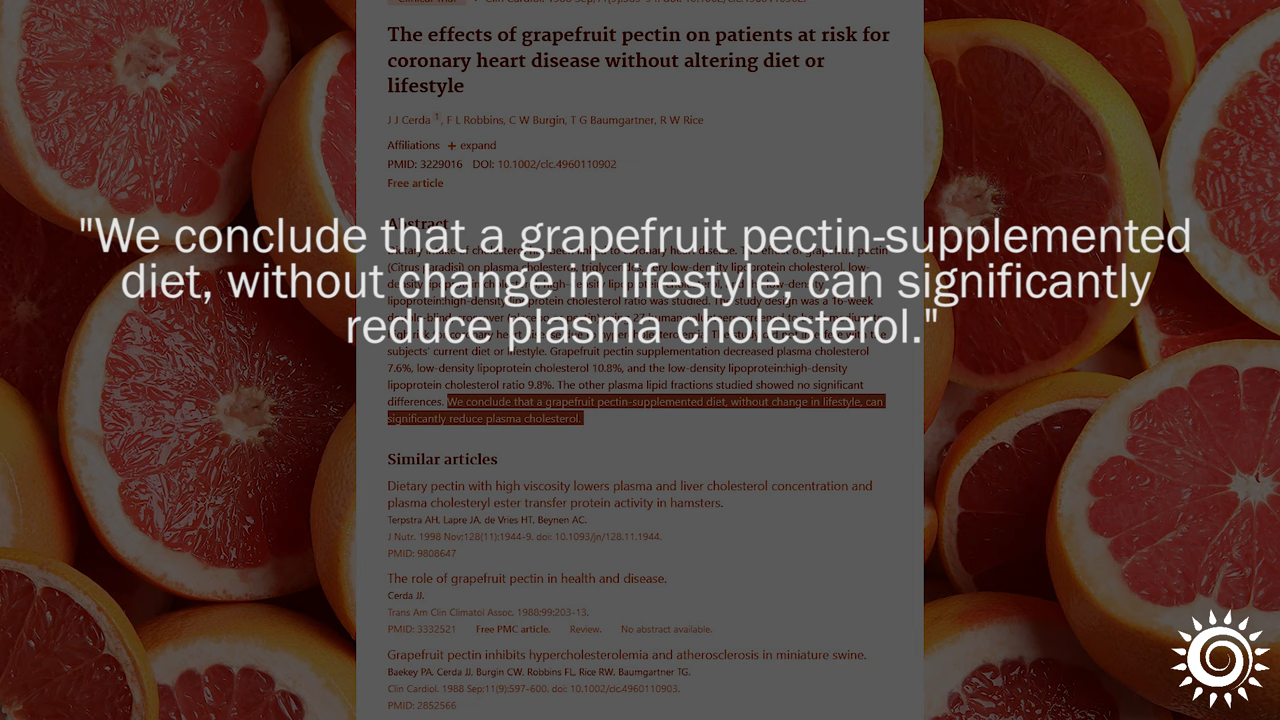 The effects of grapefruit pectin on patients at risk for
coronary heart disease without altering diet or
lifestyle
J J Cerda 1, F L Robbins, C W Burgin, T G Baumgartner, R W Rice
Affiliations + expand
PMID: 3229016 DOI: 10.1002/clc.4960110902
Free article
Abstract
"We conclude that a grapefruit pectin-supplemented
diet, without change in lifestyle, can significantly
reduce plasma cholesterol."
subjects' current diet or lifestyle. Grapefruit pectin supplementation decreased plasma cholesterol
7.6%, low-density lipoprotein cholesterol 10.8%, and the low-density lipoprotein:high-density
lipoprotein cholesterol ratio 9.8%. The other plasma lipid fractions studied showed no significant
differences. We conclude that a grapefruit pectin-supplemented diet, without change in lifestyle, can
significantly reduce plasma cholesterol.
Similar articles
Dietary pectin with high viscosity lowers plasma and liver cholesterol concentration and
plasma cholesteryl ester transfer protein activity in hamsters.
Terpstra AH, Lapre JA, de Vries HT, Beynen AC.
J Nutr. 1998 Nov;128(11):1944-9. doi: 10.1093/jn/128.11.1944.
PMID: 9808647
The role of grapefruit pectin in health and disease.
Cerda JJ.
Trans Am Clin Climatol Assoc. 1988;99:203-13.
PMID: 3332521 Free PMC article. Review. No abstract available.
Grapefruit pectin inhibits hypercholesterolemia and atherosclerosis in miniature swine.
Baekey PA, Cerda JJ, Burgin CW, Robbins FL, Rice RW, Baumgartner TG.
Clin Cardiol. 1988 Sep;11(9):597-600. doi: 10.1002/clc.4960110903.
PMID: 2852566